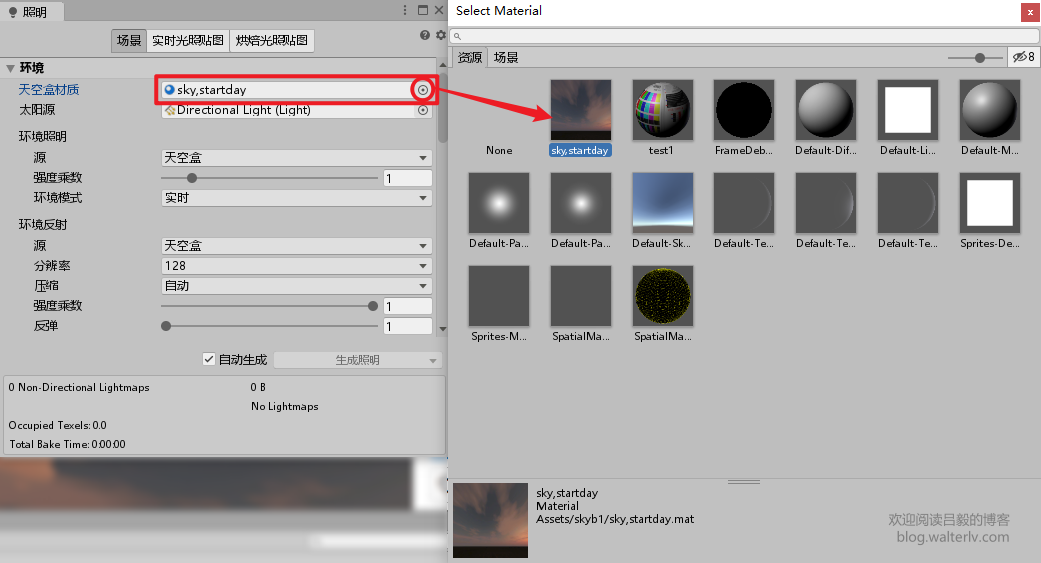 照明
场景 实时光照贴图 烘焙光照贴图
环境
天空盒材质 sky,startday
太阳源 Directional Light (Light)
环境照明
源 天空盒
强度乘数 1
环境模式 实时
环境反射
源 天空盒
分辨率 128
压缩 自动
强度乘数 1
反弹 1
自动生成 生成照明
0 Non-Directional Lightmaps 0 B
No Lightmaps
Occupied Texels: 0.0
Total Bake Time: 0:00:00
Select Material
资源 场景 8
None sky,startday test1 FrameDeb... Default-Dif... Default-Li... Default-M...
Default-Pa... Default-Pa... Default-Sk... Default-Te... Default-Te... Default-Te... Sprites-De...
Sprites-M... SpatialMa... SpatialMa...
sky,startday
Material
Assets/skyb1/sky,startday.mat
欢迎阅读吕毅的博客
blog.walterlv.com